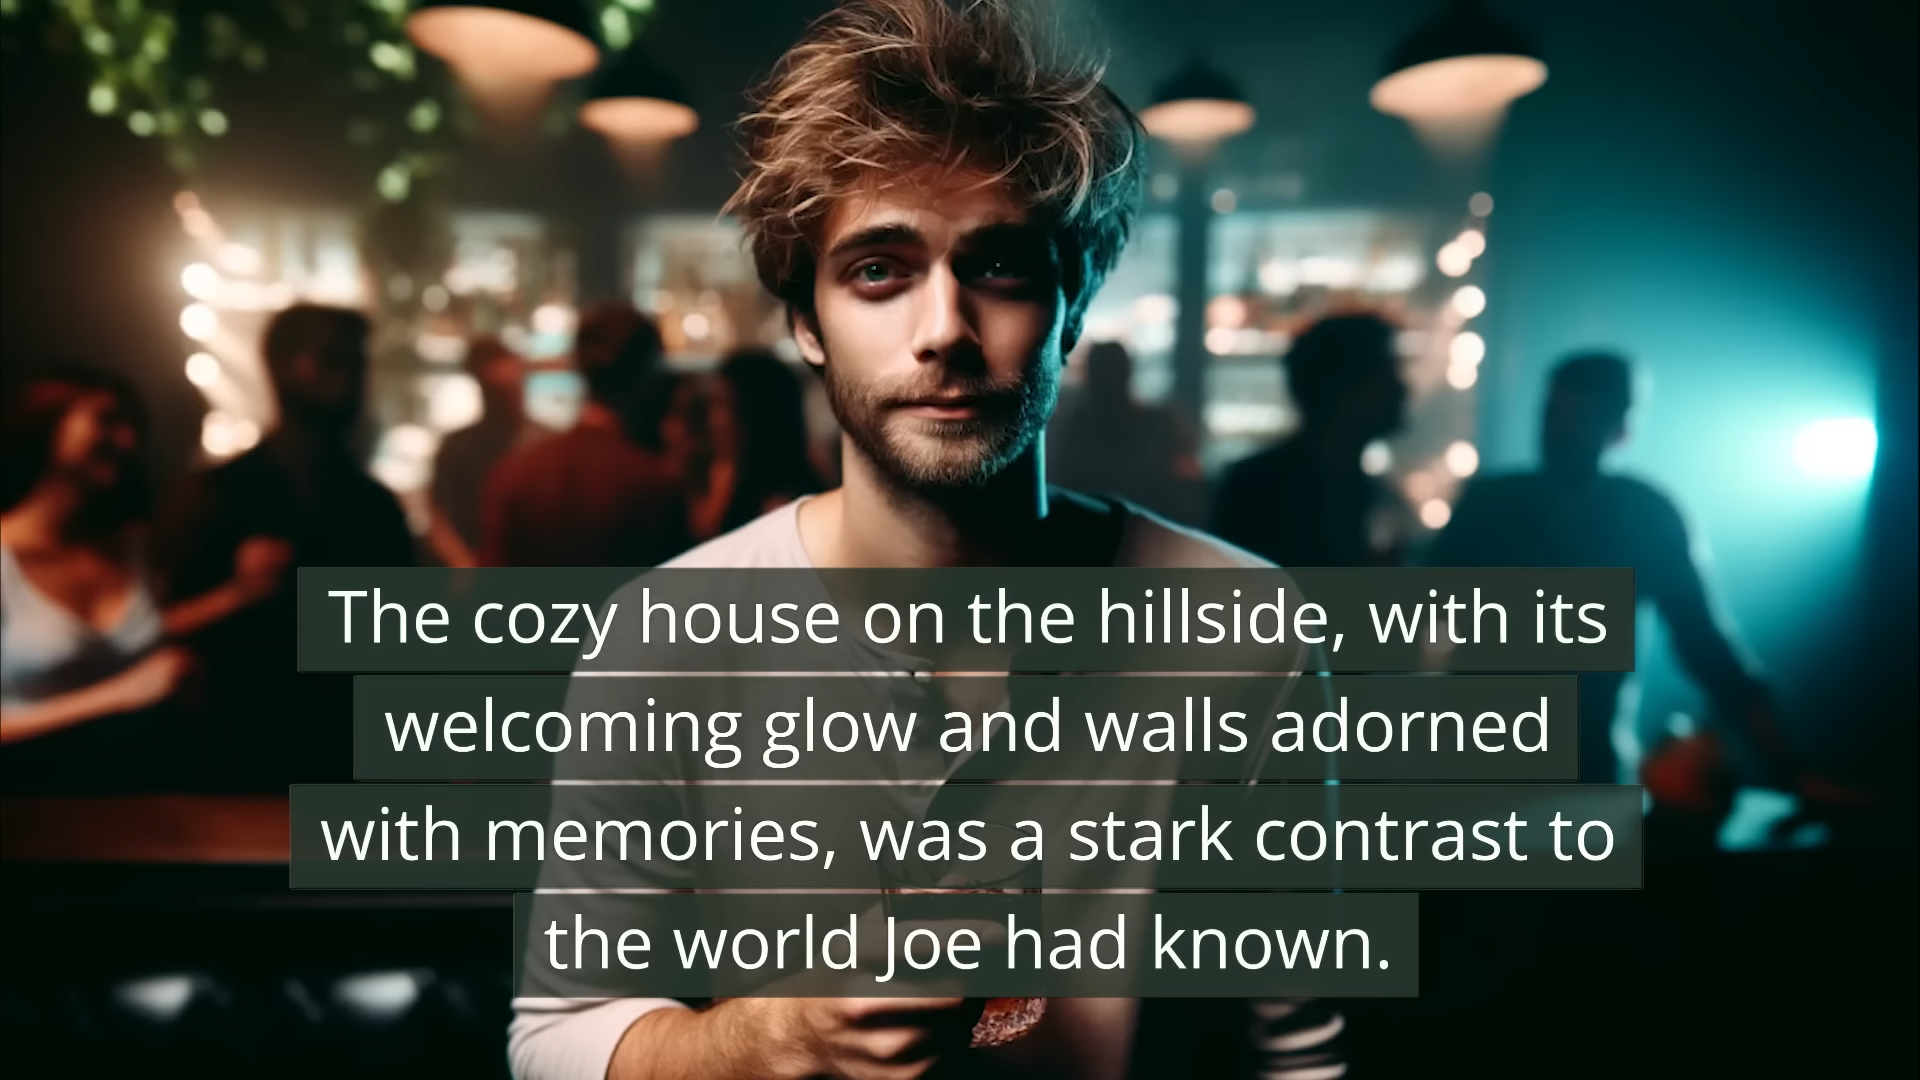 The cozy house on the hillside, with its
welcoming glow and walls adorned
with memories, was a stark contrast to
the world Joe had known.